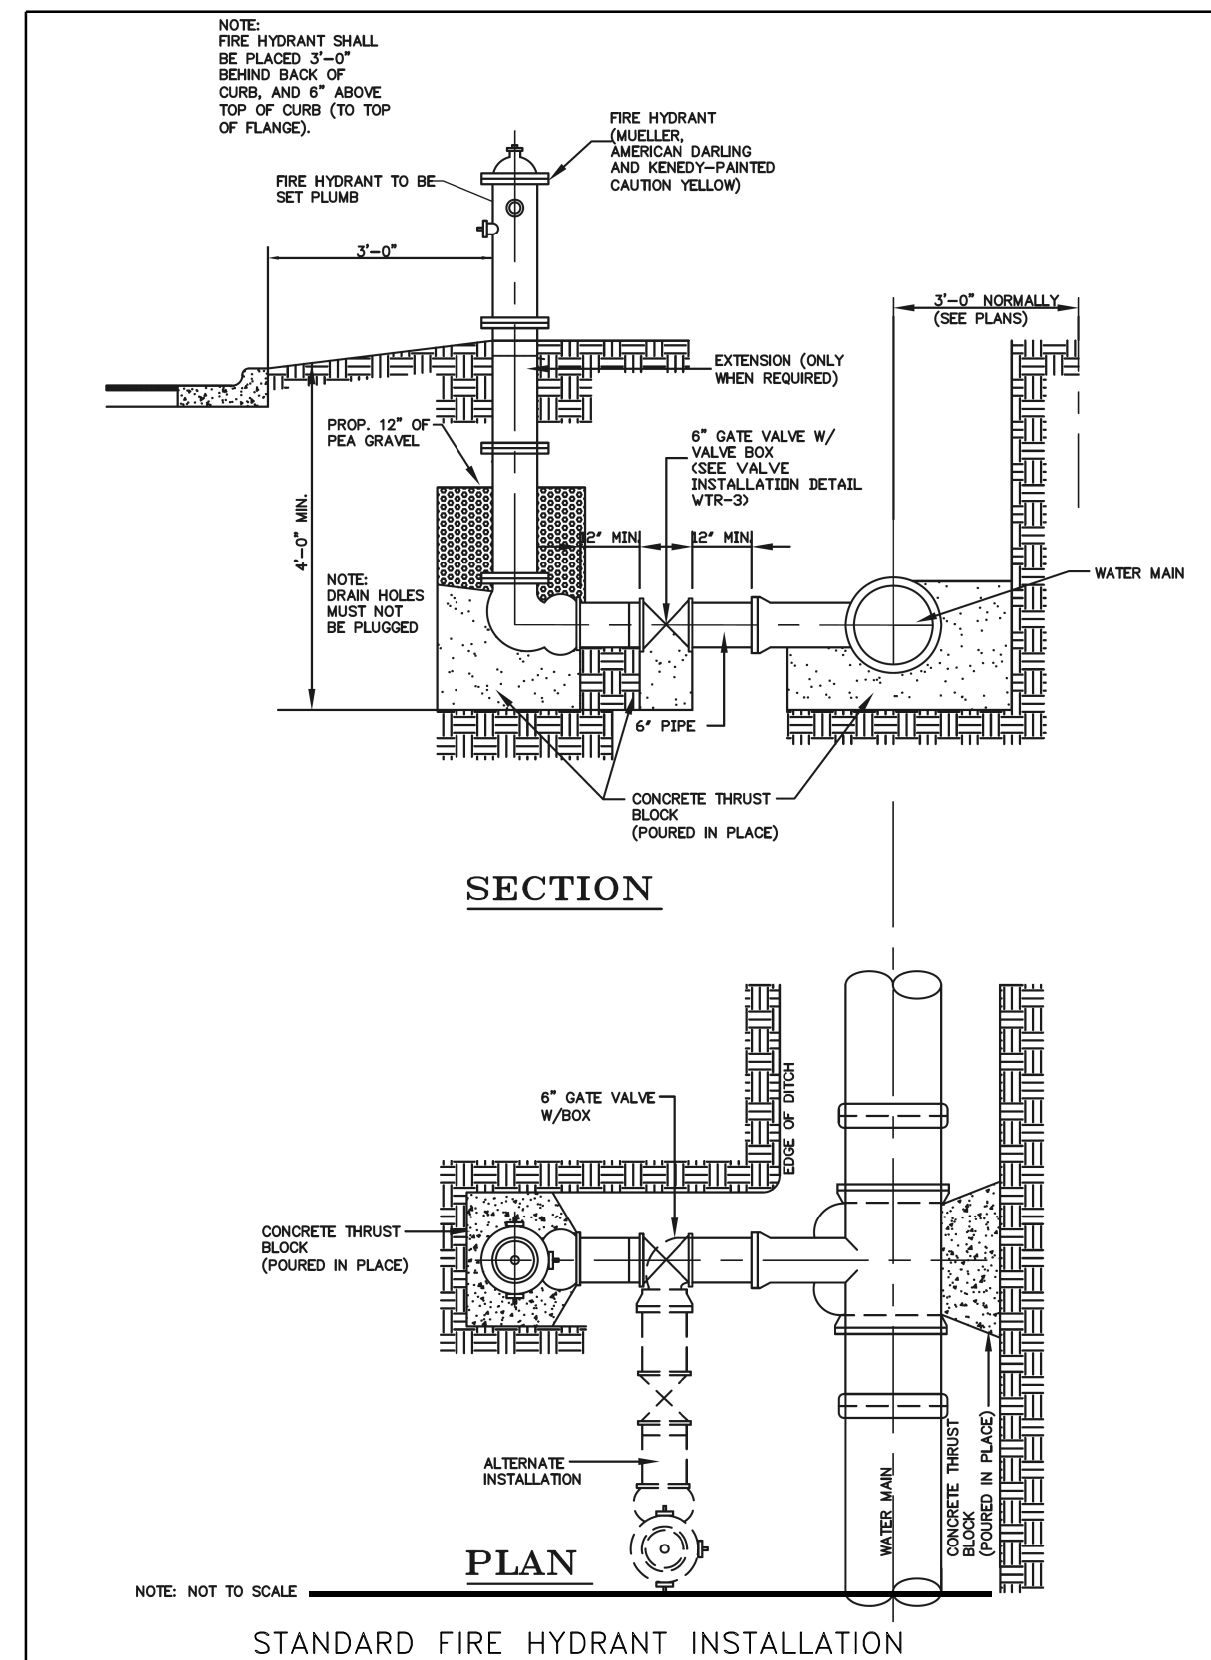 NOTE:
FIRE HYDRANT SHALL
BE PLACED 3'-0"
BEHIND BACK OF
CURB, AND 6" ABOVE
TOP OF CURB (TO TOP
OF FLANGE).
FIRE HYDRANT
(MUELLER,
AMERICAN DARLING
AND KENEDY-PAINTED
CAUTION YELLOW)
FIRE HYDRANT TO BE
SET PLUMB
3'-0"
3'-0" NORMALLY
(SEE PLANS)
EXTENSION (ONLY
WHEN REQUIRED)
PROP. 12" OF
PEA GRAVEL
6" GATE VALVE W/
VALVE BOX
(SEE VALVE
INSTALLATION DETAIL
WTR-3)
4'-0" MIN.
12" MIN.
12" MIN.
NOTE:
DRAIN HOLES
MUST NOT
BE PLUGGED
WATER MAIN
6" PIPE
CONCRETE THRUST
BLOCK
(POURED IN PLACE)
SECTION
6" GATE VALVE
W/BOX
EDGE OF DITCH
CONCRETE THRUST
BLOCK
(POURED IN PLACE)
ALTERNATE
INSTALLATION
WATER MAIN
CONCRETE THRUST
BLOCK
(POURED IN PLACE)
PLAN
NOTE: NOT TO SCALE
STANDARD FIRE HYDRANT INSTALLATION